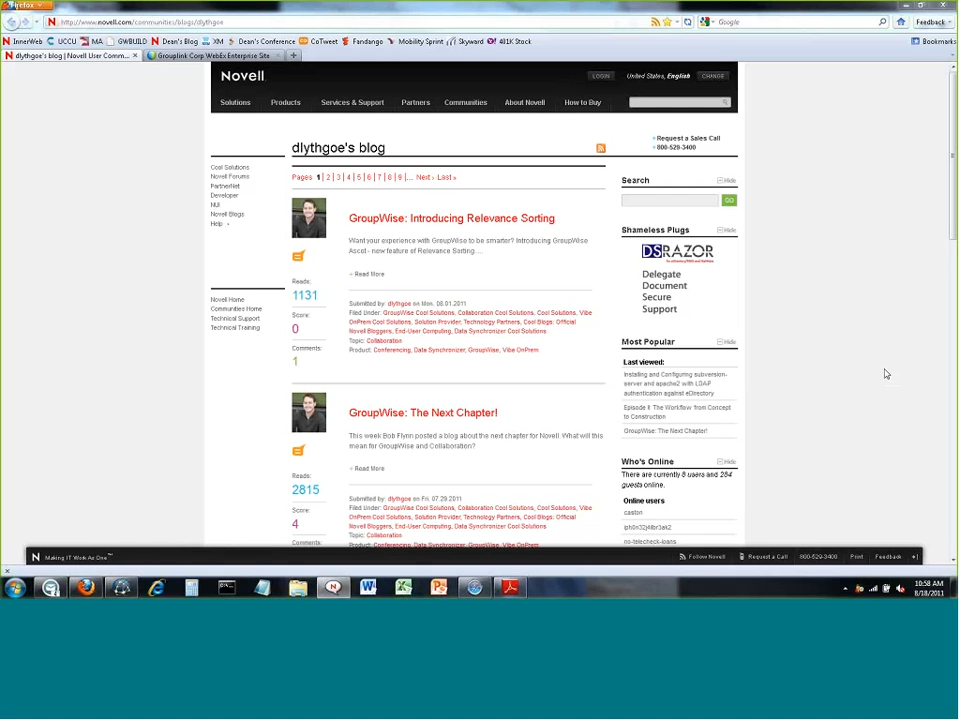 Firefox
http://www.novell.com/communities/blogs/dlythgoe
Google
Feedback
InnerWeb
UCCU
MA
GWBUILD
Dean's Blog
XM
Dean's Conference
CoTweet
Fandango
Mobility Sprint
Skyward
401K Stock
Bookmarks
dlythgoe's blog | Novell User Comm...
Grouplink Corp WebEx Enterprise Site
Novell
LOGIN
United States, English
CHANGE
Solutions
Products
Services & Support
Partners
Communities
About Novell
How to Buy
Request a Sales Call
800-529-3400
dlythgoe's blog
Cool Solutions
Novell Forums
PartnerNet
Developer
NUI
Novell Blogs
Help
Novell Home
Communities Home
Technical Support
Technical Training
Pages 1 | 2 | 3 | 4 | 5 | 6 | 7 | 8 | 9 |... Next › Last »
GroupWise: Introducing Relevance Sorting
Want your experience with GroupWise to be smarter? Introducing GroupWise
Ascot - new feature of Relevance Sorting....
Read More
Reads:
1131
Score:
0
Comments:
1
Submitted by: dlythgoe on Mon, 08.01.2011
Filed Under: GroupWise Cool Solutions, Collaboration Cool Solutions, Cool Solutions, Vibe
OnPrem Cool Solutions, Solution Provider, Technology Partners, Cool Blogs: Official
Novell Bloggers, End-User Computing, Data Synchronizer Cool Solutions
Topic: Collaboration
Product: Conferencing, Data Synchronizer, GroupWise, Vibe OnPrem
GroupWise: The Next Chapter!
This week Bob Flynn posted a blog about the next chapter for Novell. What will this
mean for GroupWise and Collaboration?
Read More
Reads:
2815
Score:
4
Comments:
Submitted by: dlythgoe on Fri, 07.29.2011
Filed Under: GroupWise Cool Solutions, Collaboration Cool Solutions, Cool Solutions, Vibe
OnPrem Cool Solutions, Solution Provider, Technology Partners, Cool Blogs: Official
Novell Bloggers, End-User Computing, Data Synchronizer Cool Solutions
Topic: Collaboration
Product: Conferencing, Data Synchronizer, GroupWise, Vibe OnPrem
Search
Hide
GO
Shameless Plugs
Hide
DSRAZOR
Delegate
Document
Secure
Support
Most Popular
Hide
Last viewed:
Installing and Configuring subversion-
server and apache2 with LDAP
authentication against eDirectory
Episode II: The Workflow from Concept
to Construction
GroupWise: The Next Chapter!
Who's Online
Hide
There are currently 8 users and 284
guests online.
Online users
caston
iph0n32j4lbr3ak2
no-telecheck-loans
N Making IT Work As One™
Follow Novell
Request a Call
800-529-3400
Print
Feedback
10:58 AM
8/18/2011